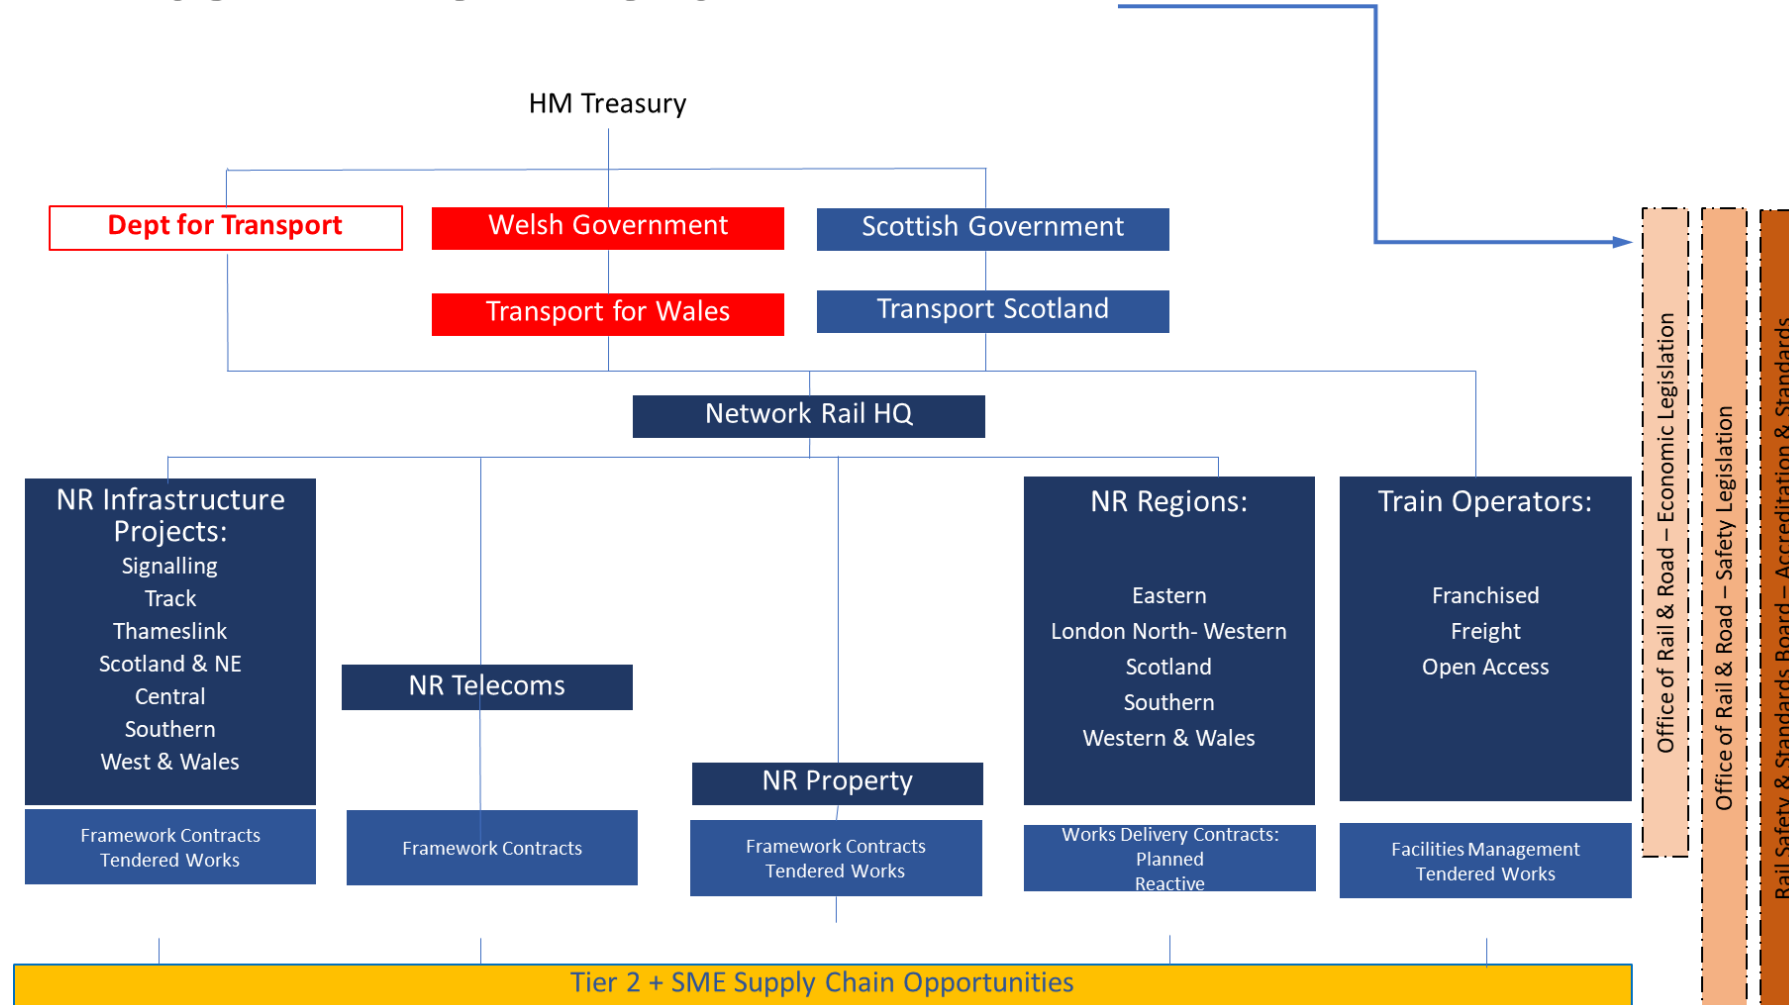 HM Treasury
Dept for Transport
Welsh Government
Scottish Government
Transport for Wales
Transport Scotland
Network Rail HQ
NR Infrastructure
Projects:
Signalling
Track
Thameslink
Scotland & NE
Central
Southern
West & Wales
Framework Contracts
Tendered Works
NR Telecoms
Framework Contracts
NR Property
Framework Contracts
Tendered Works
NR Regions:
Eastern
London North- Western
Scotland
Southern
Western & Wales
Works Delivery Contracts:
Planned
Reactive
Train Operators:
Franchised
Freight
Open Access
Facilities Management
Tendered Works
Office of Rail & Road – Economic Legislation
Office of Rail & Road – Safety Legislation
Rail Safety & Standards Board – Accreditation & Standards
Tier 2 + SME Supply Chain Opportunities